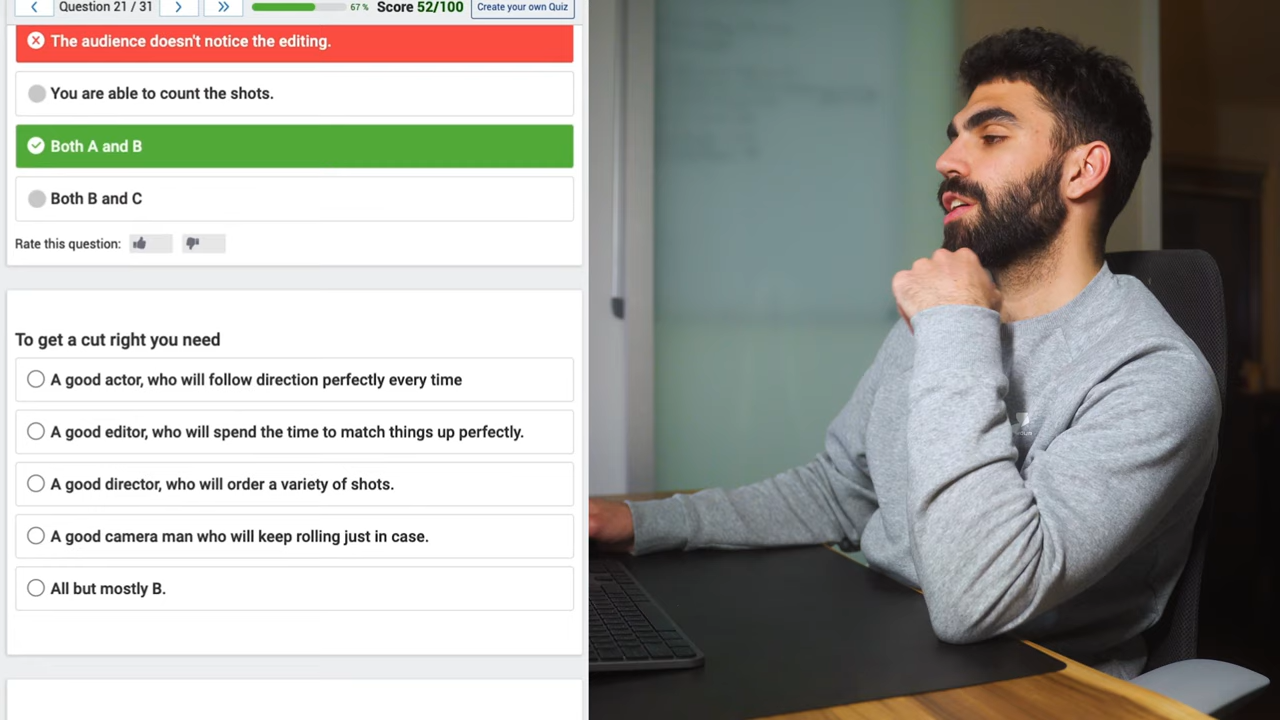 Question 21 / 31
67 %
Score 52/100
Create your own Quiz
The audience doesn't notice the editing.
You are able to count the shots.
Both A and B
Both B and C
Rate this question:
To get a cut right you need
A good actor, who will follow direction perfectly every time
A good editor, who will spend the time to match things up perfectly.
A good director, who will order a variety of shots.
A good camera man who will keep rolling just in case.
All but mostly B.